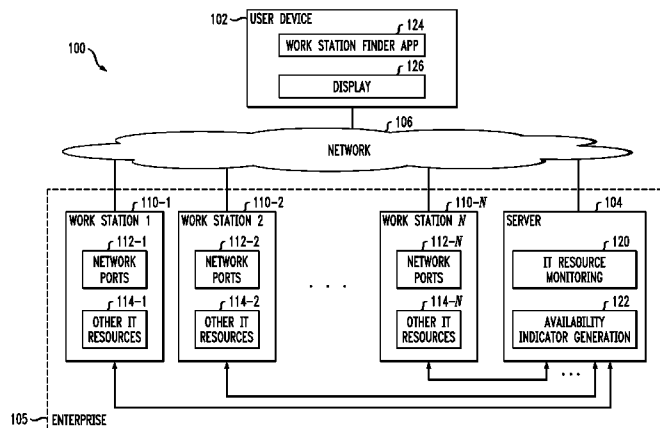 102
USER DEVICE
124
WORK STATION FINDER APP
126
DISPLAY
100
106
NETWORK
110-1
110-2
110-N
104
WORK STATION 1
WORK STATION 2
WORK STATION N
SERVER
112-1
112-2
112-N
120
NETWORK
PORTS
NETWORK
PORTS
NETWORK
PORTS
IT RESOURCE
MONITORING
. . .
114-1
114-2
114-N
122
OTHER IT
RESOURCES
OTHER IT
RESOURCES
OTHER IT
RESOURCES
AVAILABILITY
INDICATOR GENERATION
...
105
ENTERPRISE